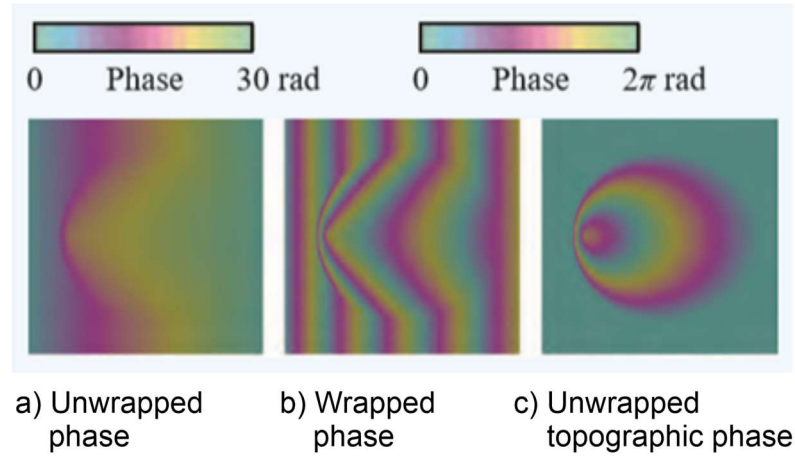 0 Phase 30 rad
0 Phase 2π rad
a) Unwrapped
phase
b) Wrapped
phase
c) Unwrapped
topographic phase